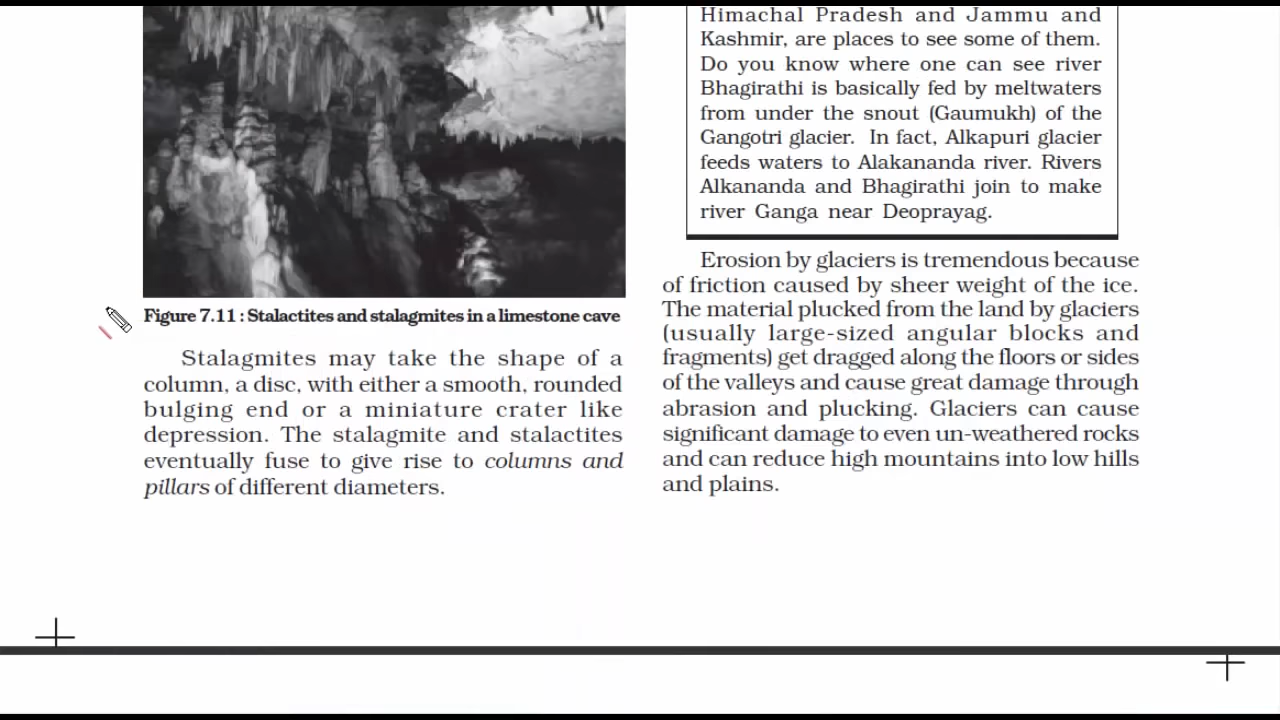 Figure 7.11 : Stalactites and stalagmites in a limestone cave
Stalagmites may take the shape of a
column, a disc, with either a smooth, rounded
bulging end or a miniature crater like
depression. The stalagmite and stalactites
eventually fuse to give rise to columns and
pillars of different diameters.
Himachal Pradesh and Jammu and
Kashmir, are places to see some of them.
Do you know where one can see river
Bhagirathi is basically fed by meltwaters
from under the snout (Gaumukh) of the
Gangotri glacier. In fact, Alkapuri glacier
feeds waters to Alakananda river. Rivers
Alkananda and Bhagirathi join to make
river Ganga near Deoprayag.
Erosion by glaciers is tremendous because
of friction caused by sheer weight of the ice.
The material plucked from the land by glaciers
(usually large-sized angular blocks and
fragments) get dragged along the floors or sides
of the valleys and cause great damage through
abrasion and plucking. Glaciers can cause
significant damage to even un-weathered rocks
and can reduce high mountains into low hills
and plains.